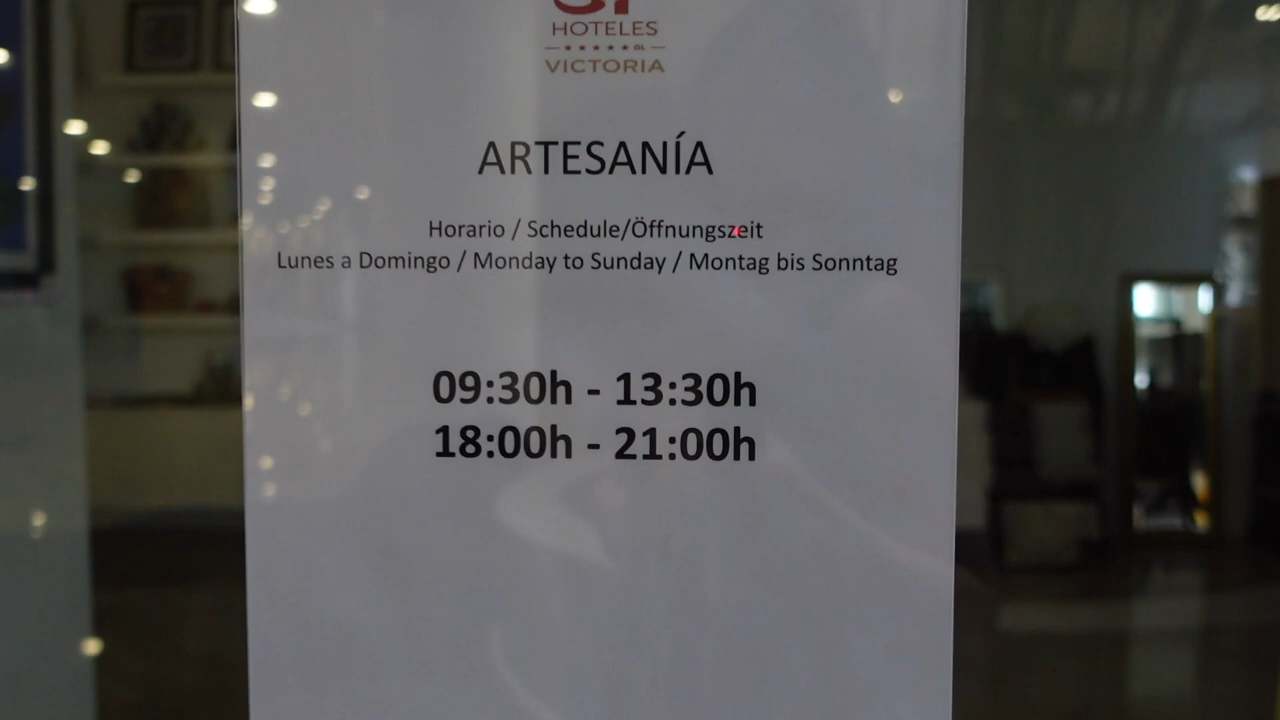 HOTELES
GL
VICTORIA
ARTESANÍA
Horario / Schedule/Öffnungszeit
Lunes a Domingo / Monday to Sunday / Montag bis Sonntag
09:30h - 13:30h
18:00h - 21:00h